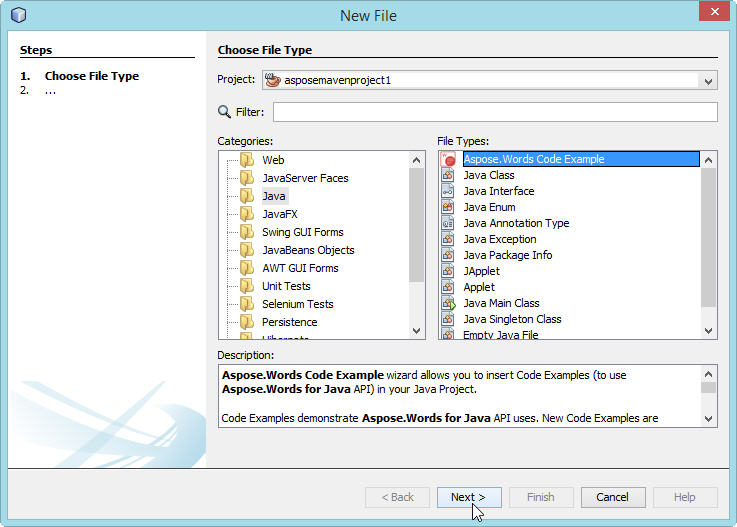 New File
Steps
1. Choose File Type
2. ...
Choose File Type
Project: asposemavenproject1
Filter:
Categories:
Web
JavaServer Faces
Java
JavaFX
Swing GUI Forms
JavaBeans Objects
AWT GUI Forms
Unit Tests
Selenium Tests
Persistence
Hibernate
File Types:
Aspose.Words Code Example
Java Class
Java Interface
Java Enum
Java Annotation Type
Java Exception
Java Package Info
JApplet
Applet
Java Main Class
Java Singleton Class
Empty Java File
Description:
Aspose.Words Code Example wizard allows you to insert Code Examples (to use
Aspose.Words for Java API) in your Java Project.
Code Examples demonstrate Aspose.Words for Java API uses. New Code Examples are
< Back
Next >
Finish
Cancel
Help